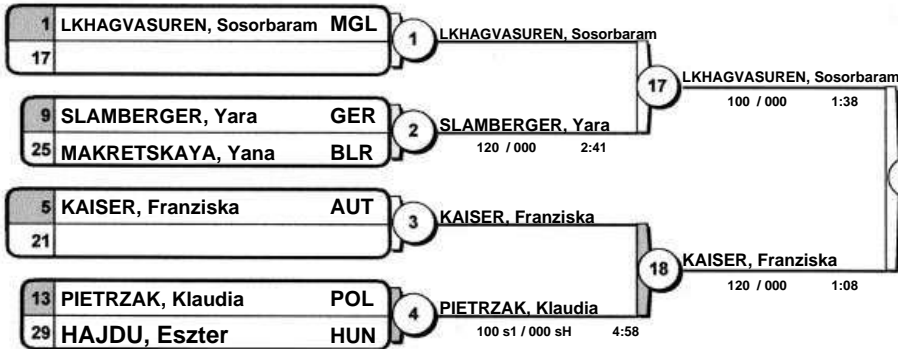 1 LKHAGVASUREN, Sosorbaram MGL
17
1
LKHAGVASUREN, Sosorbaram
9 SLAMBERGER, Yara GER
25 MAKRETSKAYA, Yana BLR
2
SLAMBERGER, Yara
120 / 000 2:41
17
LKHAGVASUREN, Sosorbaram
100 / 000 1:38
5 KAISER, Franziska AUT
21
3
KAISER, Franziska
13 PIETRZAK, Klaudia POL
29 HAJDU, Eszter HUN
4
PIETRZAK, Klaudia
100 s1 / 000 sH 4:58
18
KAISER, Franziska
120 / 000 1:08